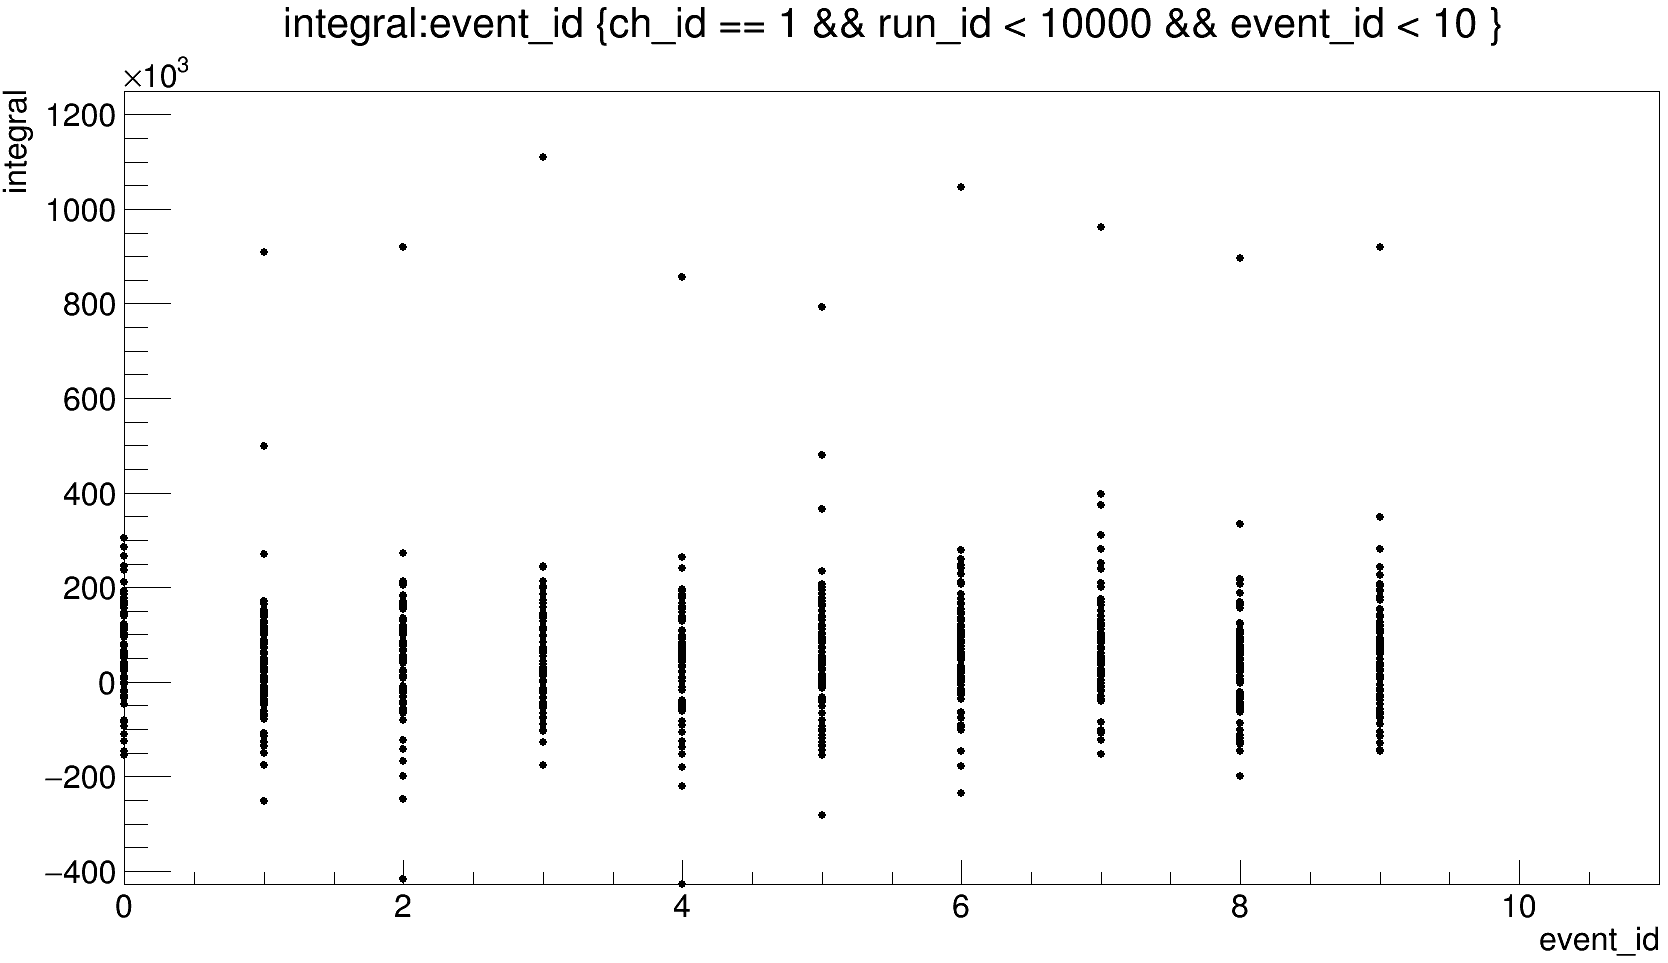 integral:event_id {ch_id == 1 && run_id < 10000 && event_id < 10 }
×10³
integral
1200
1000
800
600
400
200
0
−200
−400
0 2 4 6 8 10
event_id